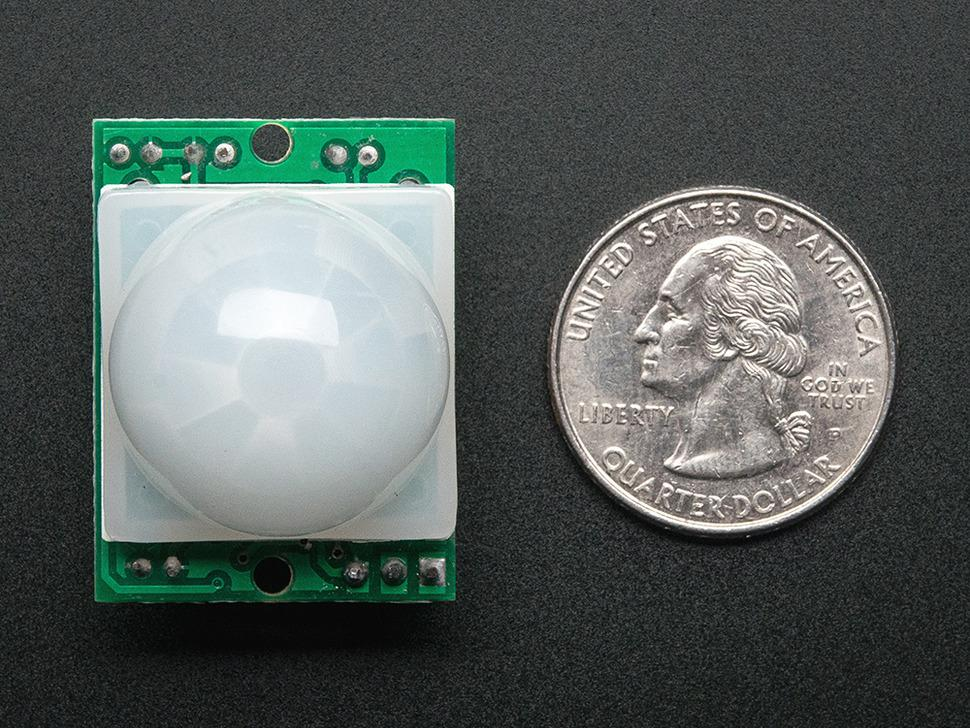 UNITED STATES OF AMERICA
IN
GOD WE
TRUST
LIBERTY
P
QUARTER DOLLAR